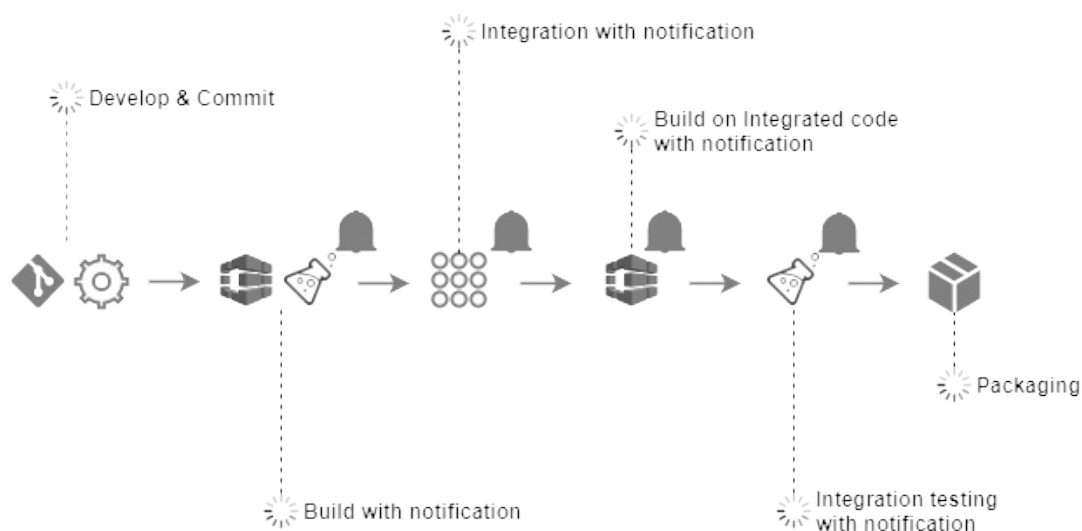 Integration with notification
Develop & Commit
Build on Integrated code
with notification
Packaging
Build with notification
Integration testing
with notification